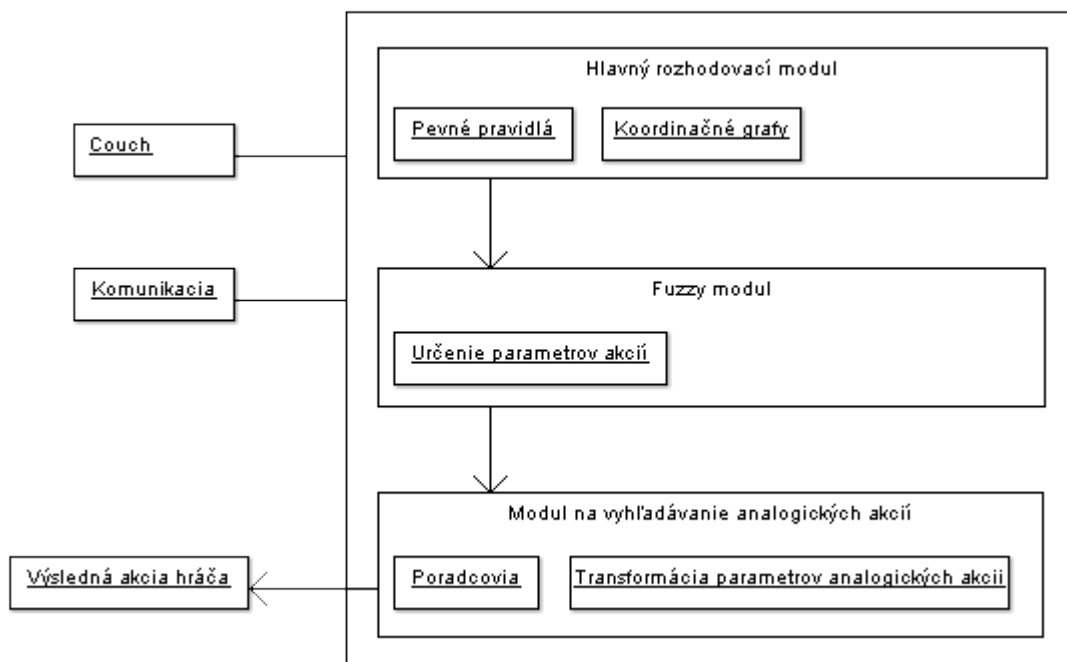 Hlavný rozhodovací modul
Pevné pravidlá
Koordinačné grafy
Couch
Komunikacia
Fuzzy modul
Určenie parametrov akcií
Modul na vyhľadávanie analogických akcií
Poradcovia
Transformácia parametrov analogických akcii
Výsledná akcia hráča